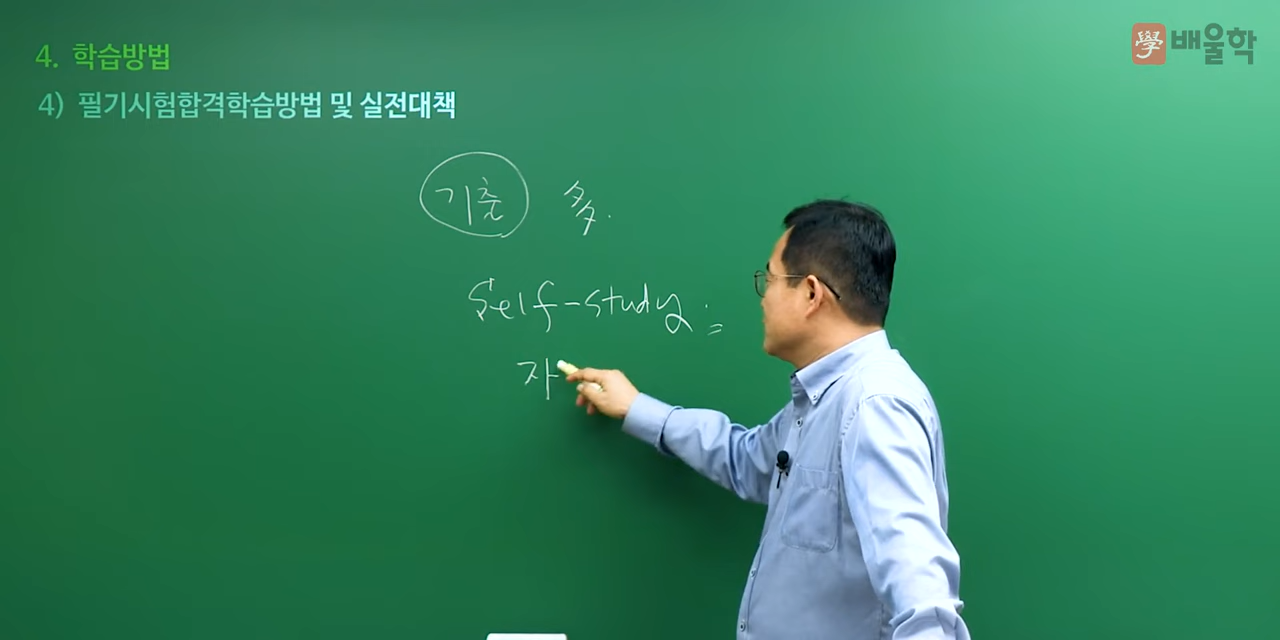 4. 학습방법
學 배울학
4) 필기시험합격학습방법 및 실전대책
기출 多.
Self-study :=
자